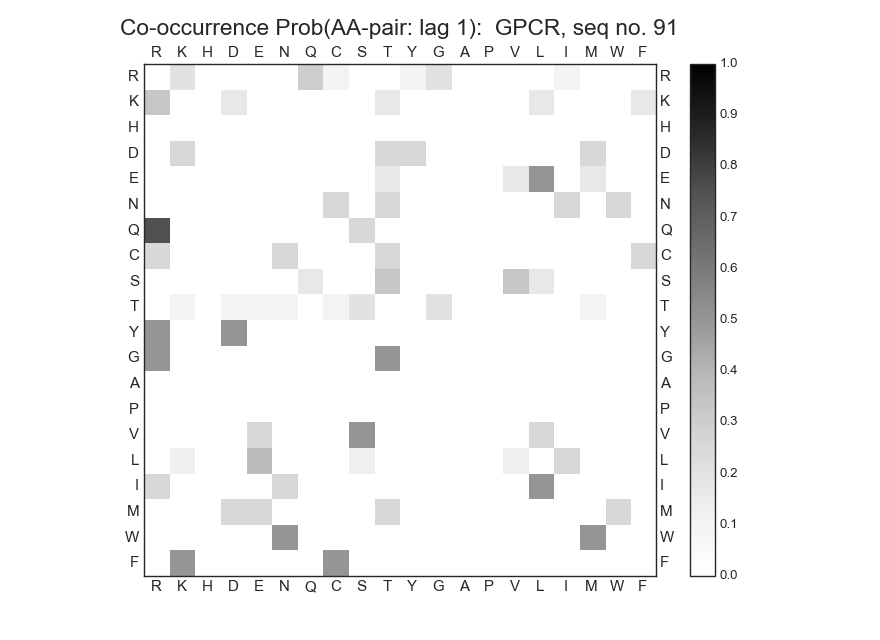 Co-occurrence Prob(AA-pair: lag 1):  GPCR, seq no. 91
R K H D E N Q C S T Y G A P V L I M W F
R R 1.0
K K 0.9
H H
D D 0.8
E E
N N 0.7
Q Q
C C 0.6
S S
T T 0.5
Y Y
G G 0.4
A A
P P 0.3
V V
L L 0.2
I I
M M 0.1
W W
F F 0.0
R K H D E N Q C S T Y G A P V L I M W F